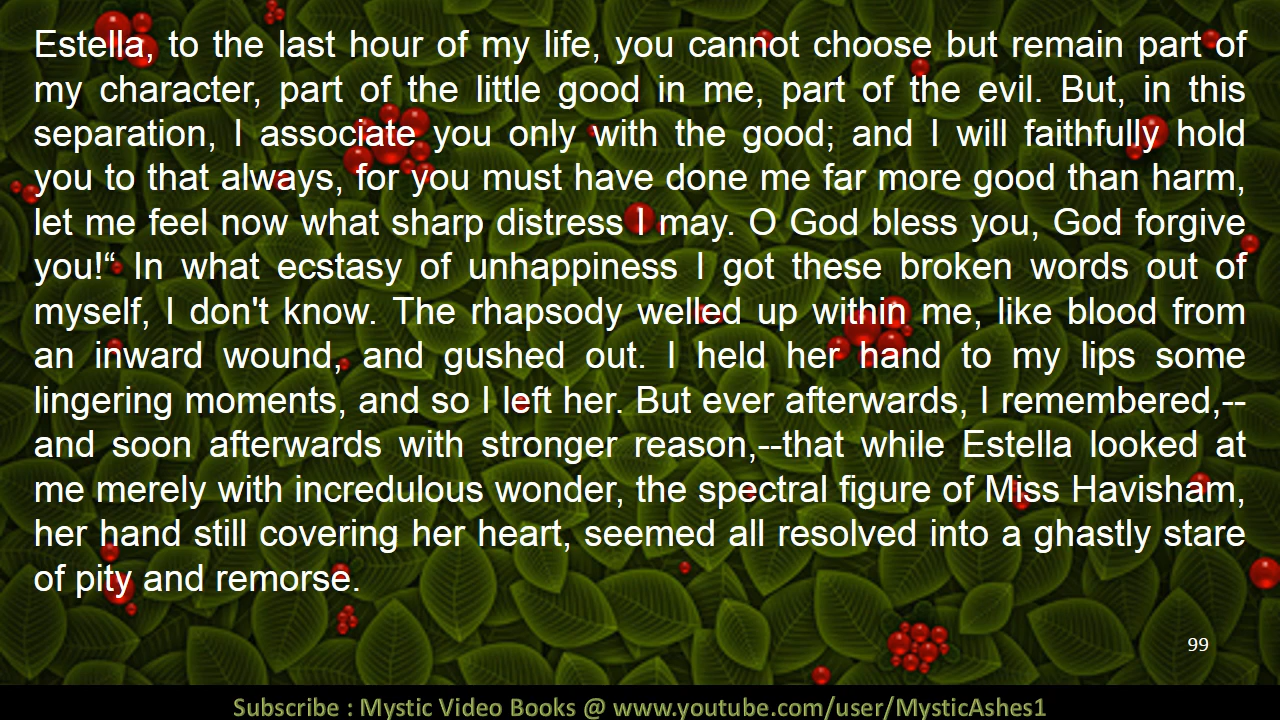 Estella, to the last hour of my life, you cannot choose but remain part of
my character, part of the little good in me, part of the evil. But, in this
separation, I associate you only with the good; and I will faithfully hold
you to that always, for you must have done me far more good than harm,
let me feel now what sharp distress I may. O God bless you, God forgive
you!“ In what ecstasy of unhappiness I got these broken words out of
myself, I don't know. The rhapsody welled up within me, like blood from
an inward wound, and gushed out. I held her hand to my lips some
lingering moments, and so I left her. But ever afterwards, I remembered,--
and soon afterwards with stronger reason,--that while Estella looked at
me merely with incredulous wonder, the spectral figure of Miss Havisham,
her hand still covering her heart, seemed all resolved into a ghastly stare
of pity and remorse.
99
Subscribe : Mystic Video Books @ www.youtube.com/user/MysticAshes1